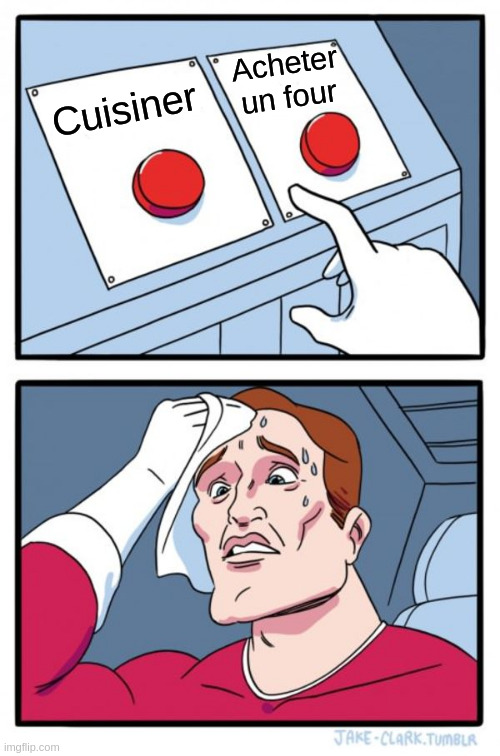 Cuisiner
Acheter
un four
JAKE-CLARK.TUMBLR
imgflip.com